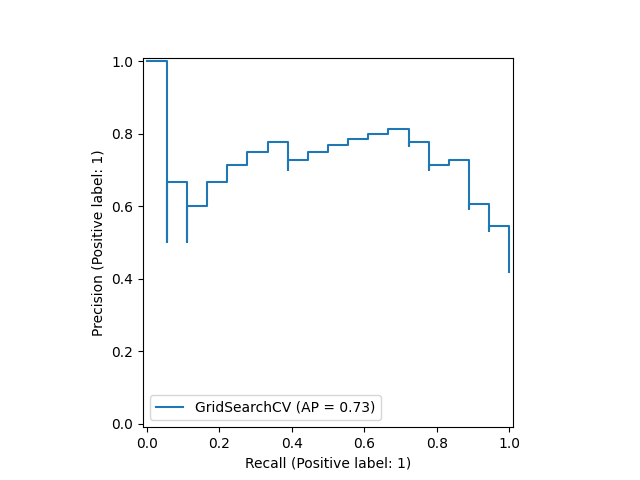 1.0
0.8
0.6
0.4
0.2
0.0
Precision (Positive label: 1)
GridSearchCV (AP = 0.73)
0.0 0.2 0.4 0.6 0.8 1.0
Recall (Positive label: 1)